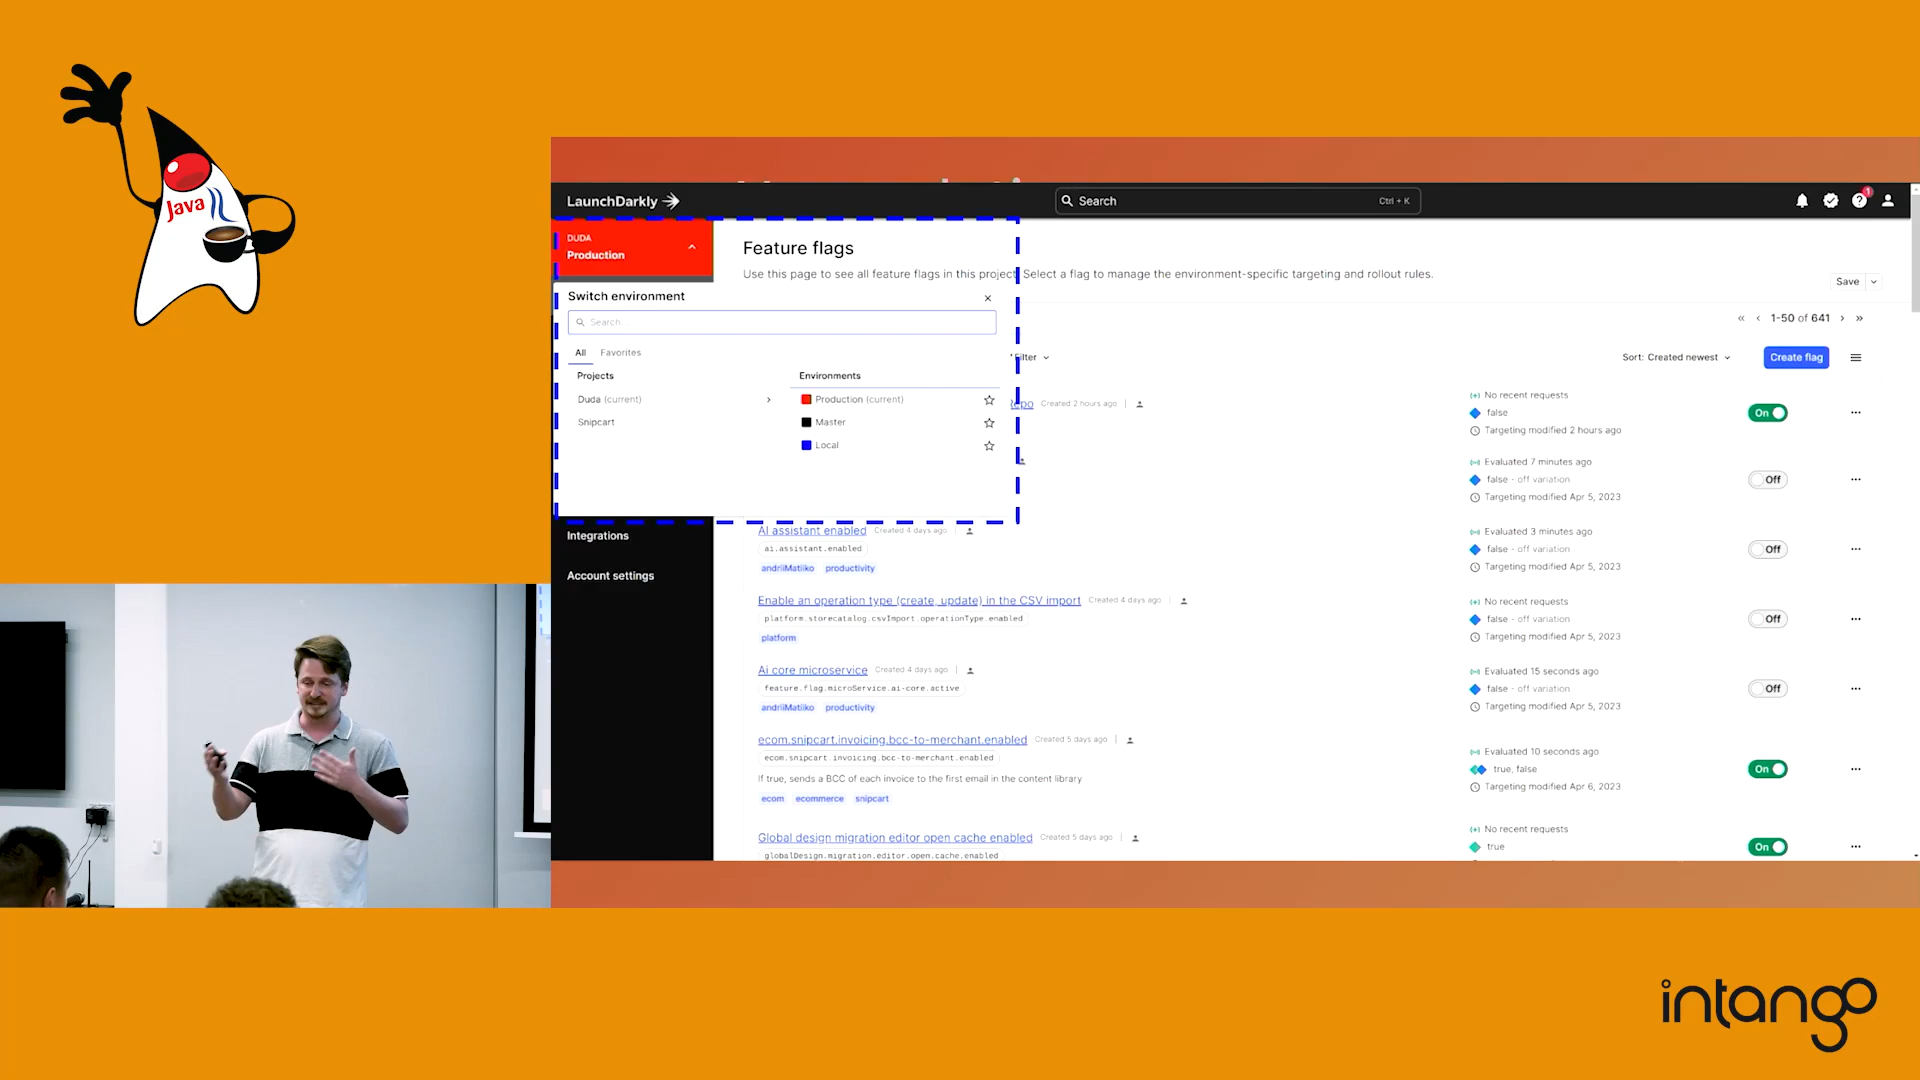 Java
LaunchDarkly
Search
Ctrl + K
1
DUDA
Production
Feature flags
Use this page to see all feature flags in this project. Select a flag to manage the environment-specific targeting and rollout rules.
Save
Switch environment
Search...
1-50 of 641
All Favorites
Filter
Sort: Created newest
Create flag
Projects
Environments
Duda (current)
Production (current)
Snipcart
Master
Local
Repo Created 2 hours ago
No recent requests
false
Targeting modified 2 hours ago
On
Evaluated 7 minutes ago
false - off variation
Targeting modified Apr 5, 2023
Off
Integrations
Account settings
AI assistant enabled Created 4 days ago
ai.assistant.enabled
andriiMatiiko productivity
Evaluated 3 minutes ago
false - off variation
Targeting modified Apr 5, 2023
Off
Enable an operation type (create, update) in the CSV import Created 4 days ago
platform.storecatalog.csvImport.operationType.enabled
platform
No recent requests
false - off variation
Targeting modified Apr 5, 2023
Off
Ai core microservice Created 4 days ago
feature.flag.microService.ai-core.active
andriiMatiiko productivity
Evaluated 15 seconds ago
false - off variation
Targeting modified Apr 5, 2023
Off
ecom.snipcart.invoicing.bcc-to-merchant.enabled Created 5 days ago
ecom.snipcart.invoicing.bcc-to-merchant.enabled
If true, sends a BCC of each invoice to the first email in the content library
ecom ecommerce snipcart
Evaluated 10 seconds ago
true, false
Targeting modified Apr 6, 2023
On
Global design migration editor open cache enabled Created 5 days ago
globalDesign.migration.editor.open.cache.enabled
No recent requests
true
On
intango